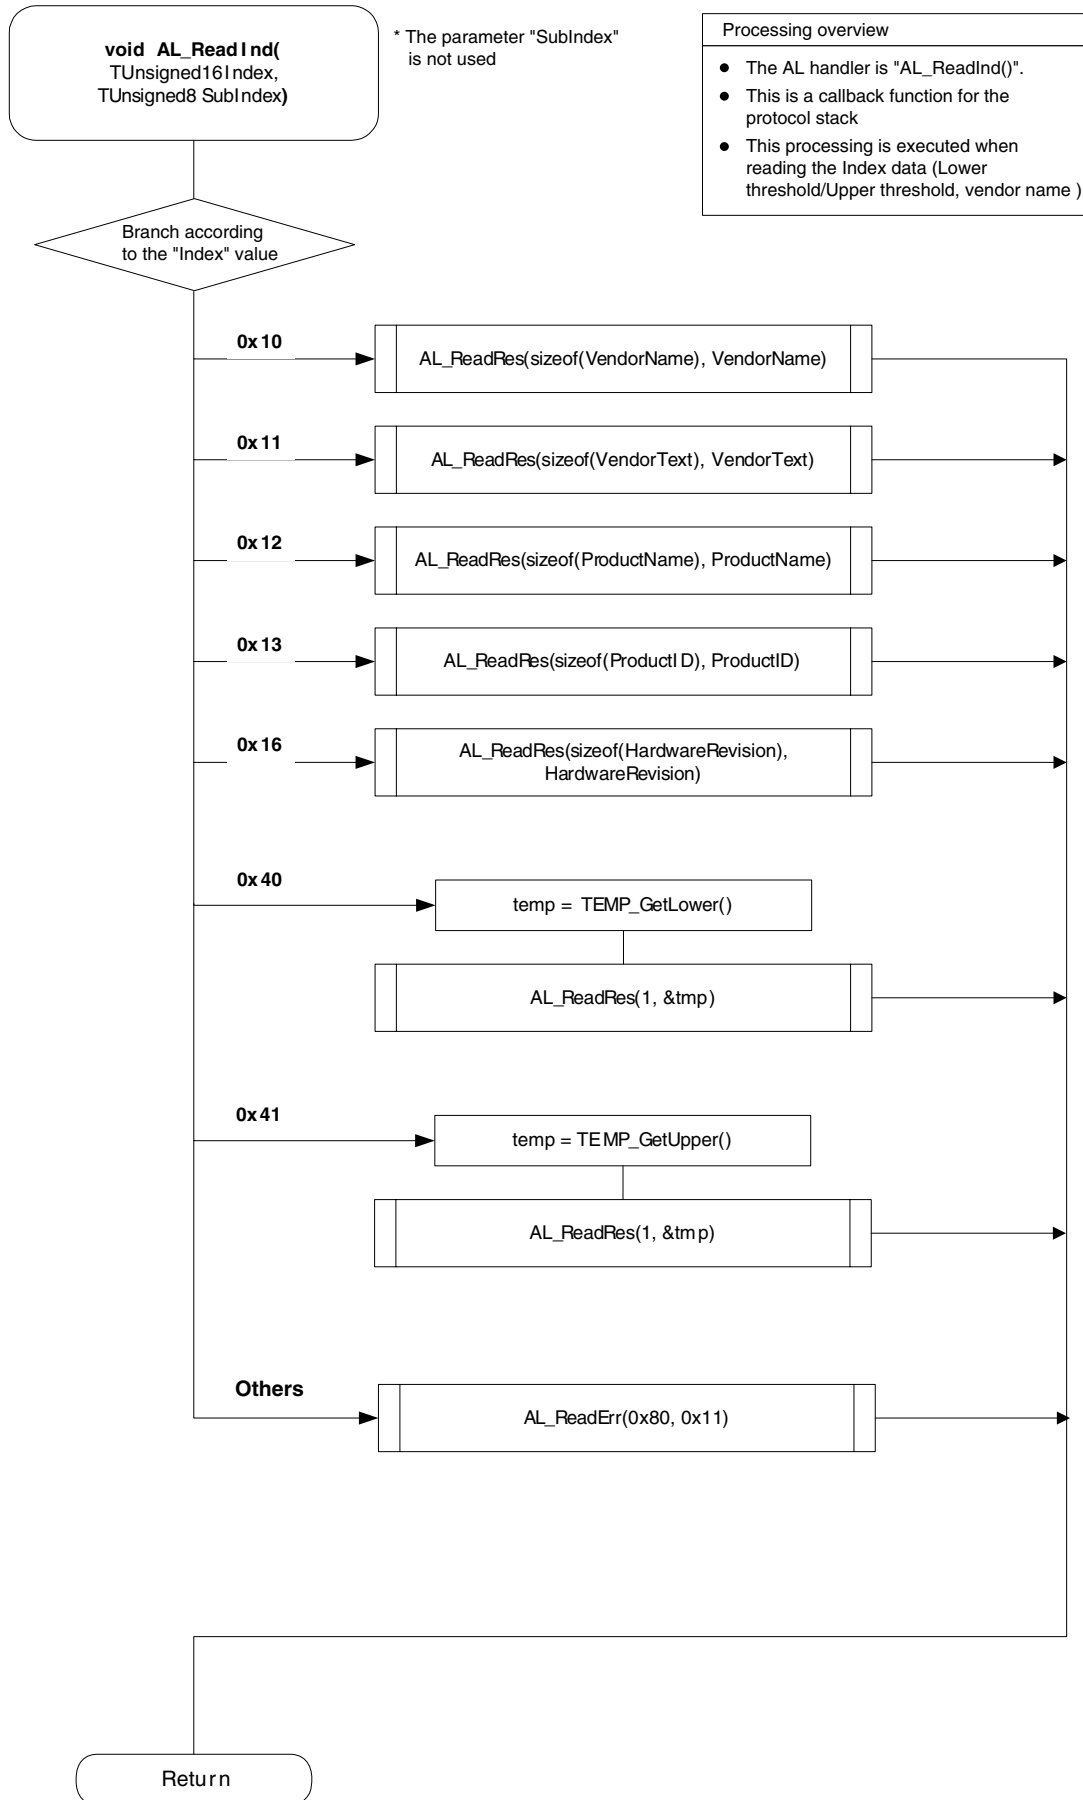 void AL_ReadInd(
TUnsigned16 Index,
TUnsigned8 SubIndex)
* The parameter "SubIndex"
is not used
Processing overview
● The AL handler is "AL_ReadInd()".
● This is a callback function for the
protocol stack
● This processing is executed when
reading the Index data (Lower
threshold/Upper threshold, vendor name )
Branch according
to the "Index" value
0x10
AL_ReadRes(sizeof(VendorName), VendorName)
0x11
AL_ReadRes(sizeof(VendorText), VendorText)
0x12
AL_ReadRes(sizeof(ProductName), ProductName)
0x13
AL_ReadRes(sizeof(ProductID), ProductID)
0x16
AL_ReadRes(sizeof(HardwareRevision),
HardwareRevision)
0x40
temp = TEMP_GetLower()
AL_ReadRes(1, &tmp)
0x41
temp = TEMP_GetUpper()
AL_ReadRes(1, &tmp)
Others
AL_ReadErr(0x80, 0x11)
Return